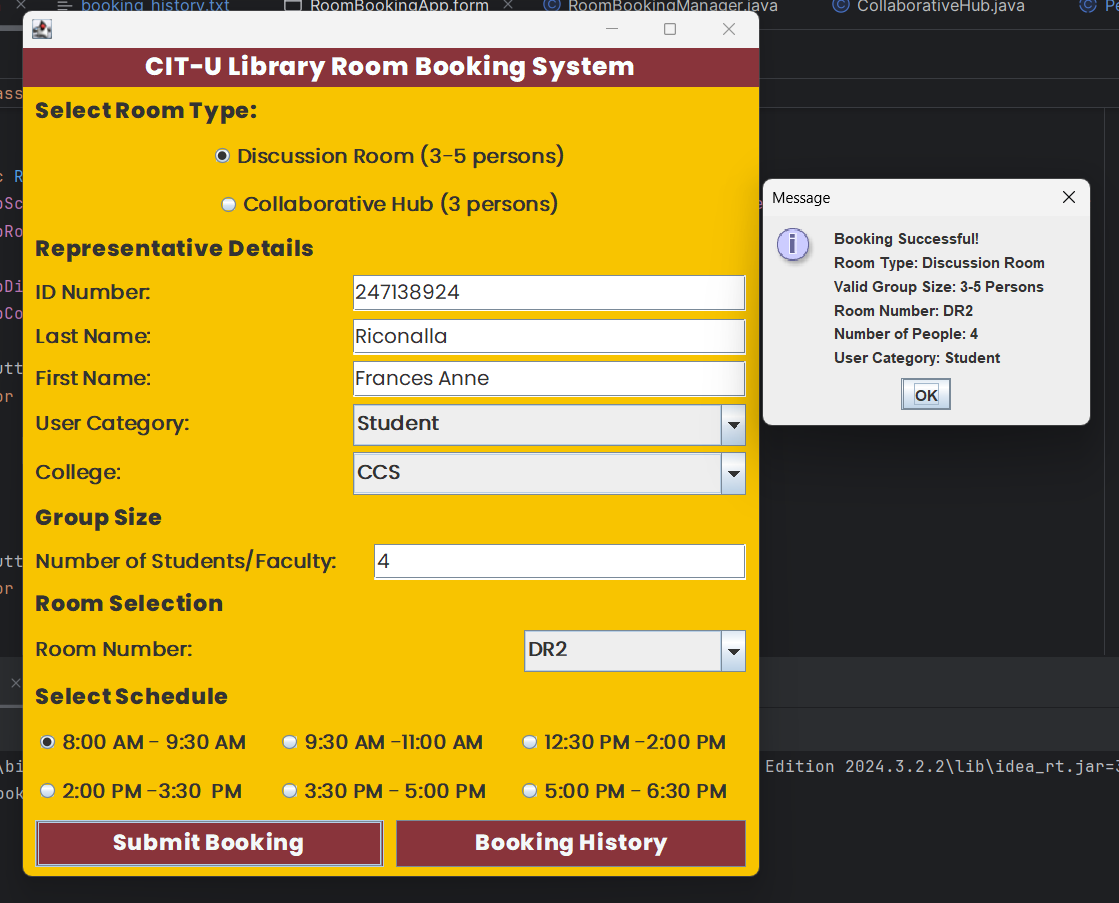 booking_history.txt
RoomBookingApp.form
RoomBookingManager.java
CollaborativeHub.java
CIT-U Library Room Booking System
Select Room Type:
Discussion Room (3-5 persons)
Collaborative Hub (3 persons)
Representative Details
ID Number:
247138924
Last Name:
Riconalla
First Name:
Frances Anne
User Category:
Student
College:
CCS
Group Size
Number of Students/Faculty:
4
Room Selection
Room Number:
DR2
Select Schedule
8:00 AM - 9:30 AM
9:30 AM -11:00 AM
12:30 PM -2:00 PM
2:00 PM -3:30 PM
3:30 PM - 5:00 PM
5:00 PM - 6:30 PM
Submit Booking
Booking History
Message
Booking Successful!
Room Type: Discussion Room
Valid Group Size: 3-5 Persons
Room Number: DR2
Number of People: 4
User Category: Student
OK
Edition 2024.3.2.2\lib\idea_rt.jar=3